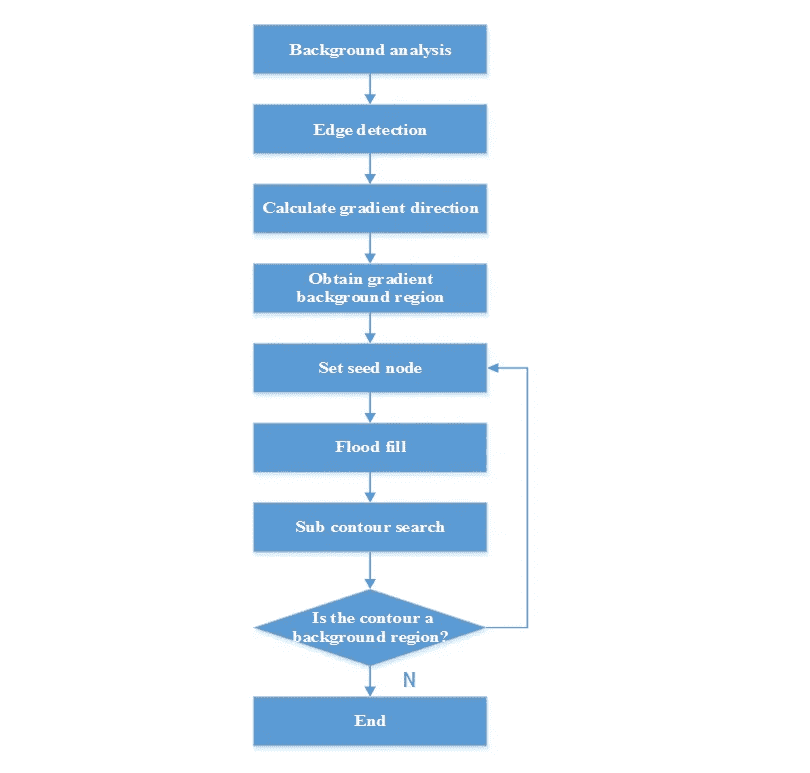 Background analysis
Edge detection
Calculate gradient direction
Obtain gradient
background region
Set seed node
Flood fill
Sub contour search
Is the contour a
background region?
N
End